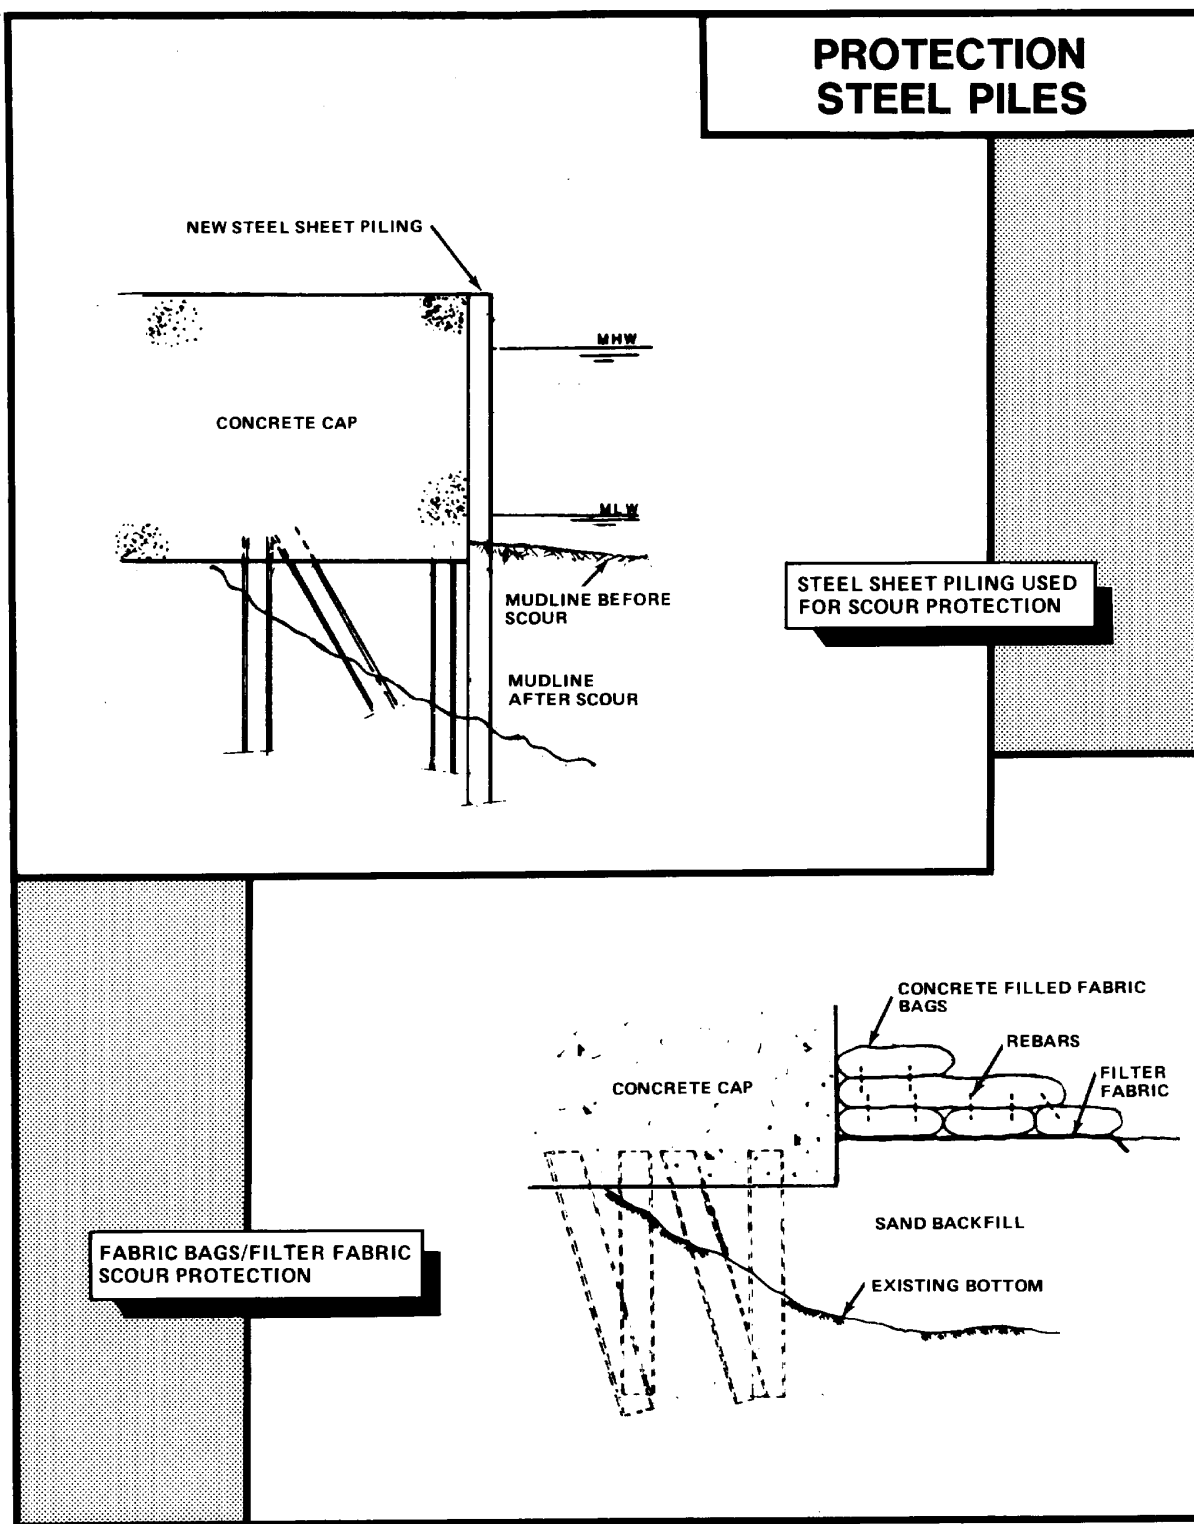 PROTECTION
STEEL PILES
NEW STEEL SHEET PILING
MHW
CONCRETE CAP
MLW
MUDLINE BEFORE
SCOUR
MUDLINE
AFTER SCOUR
STEEL SHEET PILING USED
FOR SCOUR PROTECTION
CONCRETE FILLED FABRIC
BAGS
REBARS
FILTER
FABRIC
CONCRETE CAP
SAND BACKFILL
EXISTING BOTTOM
FABRIC BAGS/FILTER FABRIC
SCOUR PROTECTION